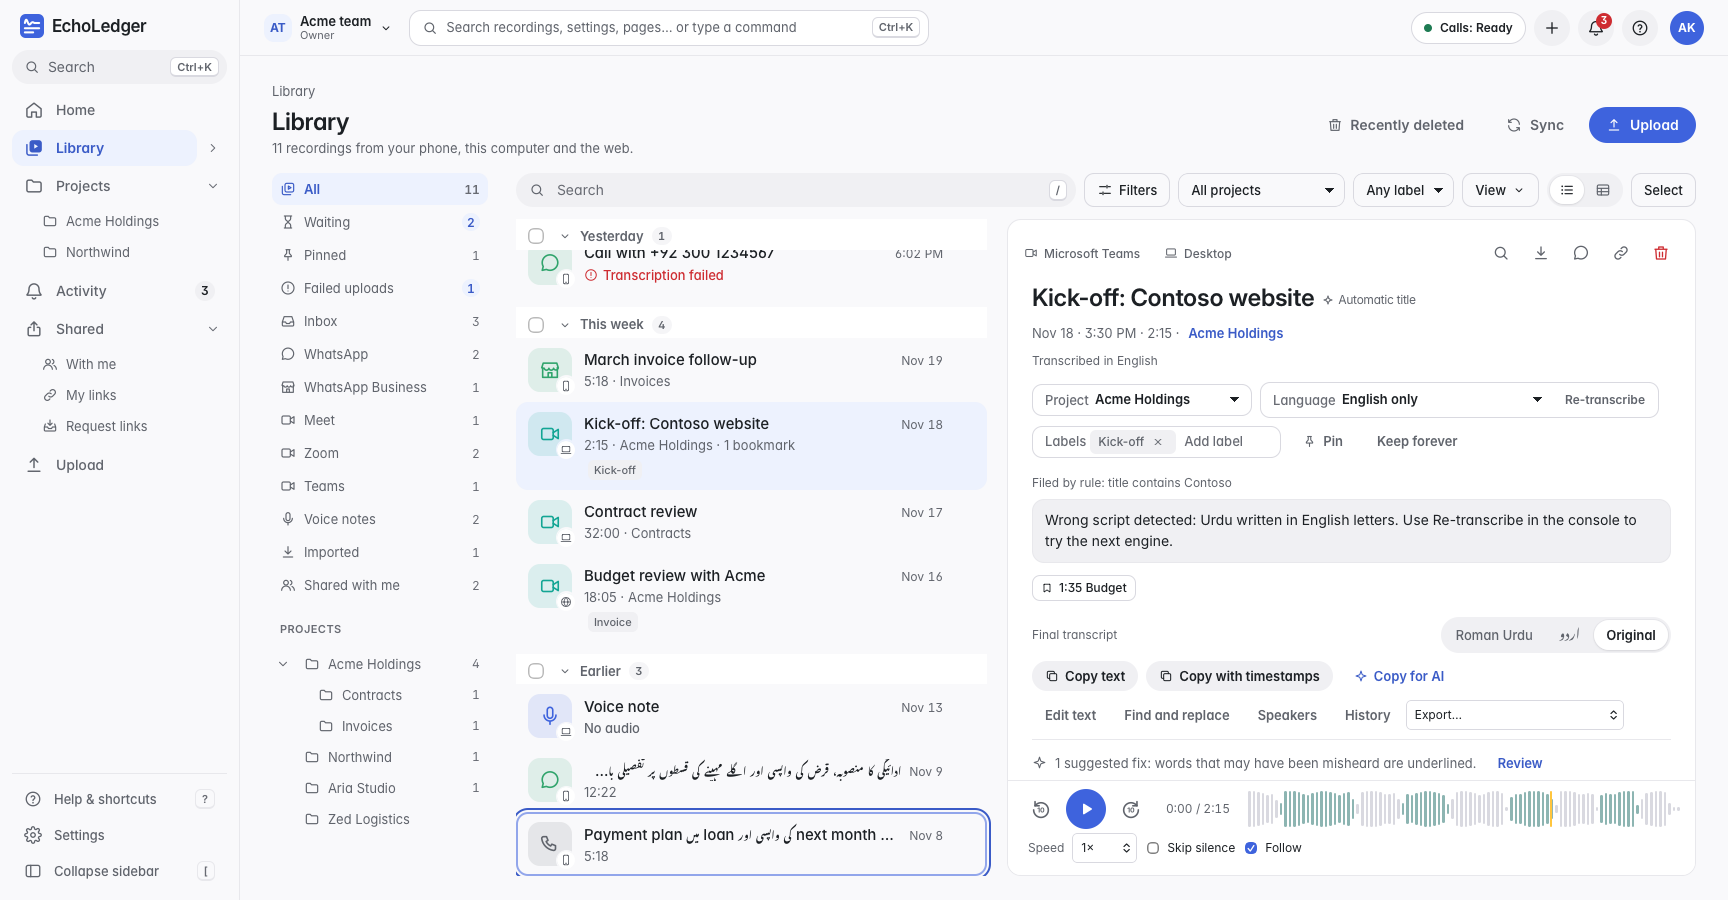 EchoLedger
Search Ctrl+K
Home
Library
Projects
Acme Holdings
Northwind
Activity 3
Shared
With me
My links
Request links
Upload
Help & shortcuts ?
Settings
Collapse sidebar [
AT Acme team
Owner
Search recordings, settings, pages... or type a command Ctrl+K
Calls: Ready
3
AK
Library
Library
11 recordings from your phone, this computer and the web.
Recently deleted Sync Upload
All 11
Waiting 2
Pinned 1
Failed uploads 1
Inbox 3
WhatsApp 2
WhatsApp Business 1
Meet 1
Zoom 2
Teams 1
Voice notes 2
Imported 1
Shared with me 2
PROJECTS
Acme Holdings 4
Contracts 1
Invoices 1
Northwind 1
Aria Studio 1
Zed Logistics
Search /
Filters All projects Any label View Select
Yesterday 1
Call with +92 300 1234567 6:02 PM
Transcription failed
This week 4
March invoice follow-up Nov 19
5:18 · Invoices
Kick-off: Contoso website Nov 18
2:15 · Acme Holdings · 1 bookmark
Kick-off
Contract review Nov 17
32:00 · Contracts
Budget review with Acme Nov 16
18:05 · Acme Holdings
Invoice
Earlier 3
Voice note Nov 13
No audio
ادائیگی کا منصوبہ، قرض کی واپسی اور اگلے مہینے کی قسطوں پر تفصیلی با... Nov 9
12:22
Payment plan میں loan کی واپسی اور next month ... Nov 8
5:18
Microsoft Teams Desktop
Kick-off: Contoso website Automatic title
Nov 18 · 3:30 PM · 2:15 · Acme Holdings
Transcribed in English
Project Acme Holdings Language English only Re-transcribe
Labels Kick-off × Add label Pin Keep forever
Filed by rule: title contains Contoso
Wrong script detected: Urdu written in English letters. Use Re-transcribe in the console to
try the next engine.
1:35 Budget
Final transcript Roman Urdu اردو Original
Copy text Copy with timestamps Copy for AI
Edit text Find and replace Speakers History Export...
1 suggested fix: words that may have been misheard are underlined. Review
10 10 0:00 / 2:15
Speed 1× Skip silence Follow